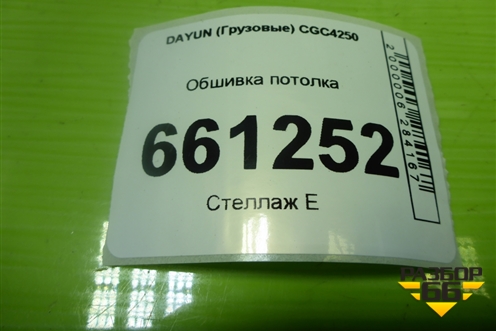 DAYUN (Грузовые) CGC4250
Обшивка потолка
661252
Стеллаж E
2000006284167
РАЗБОР
66